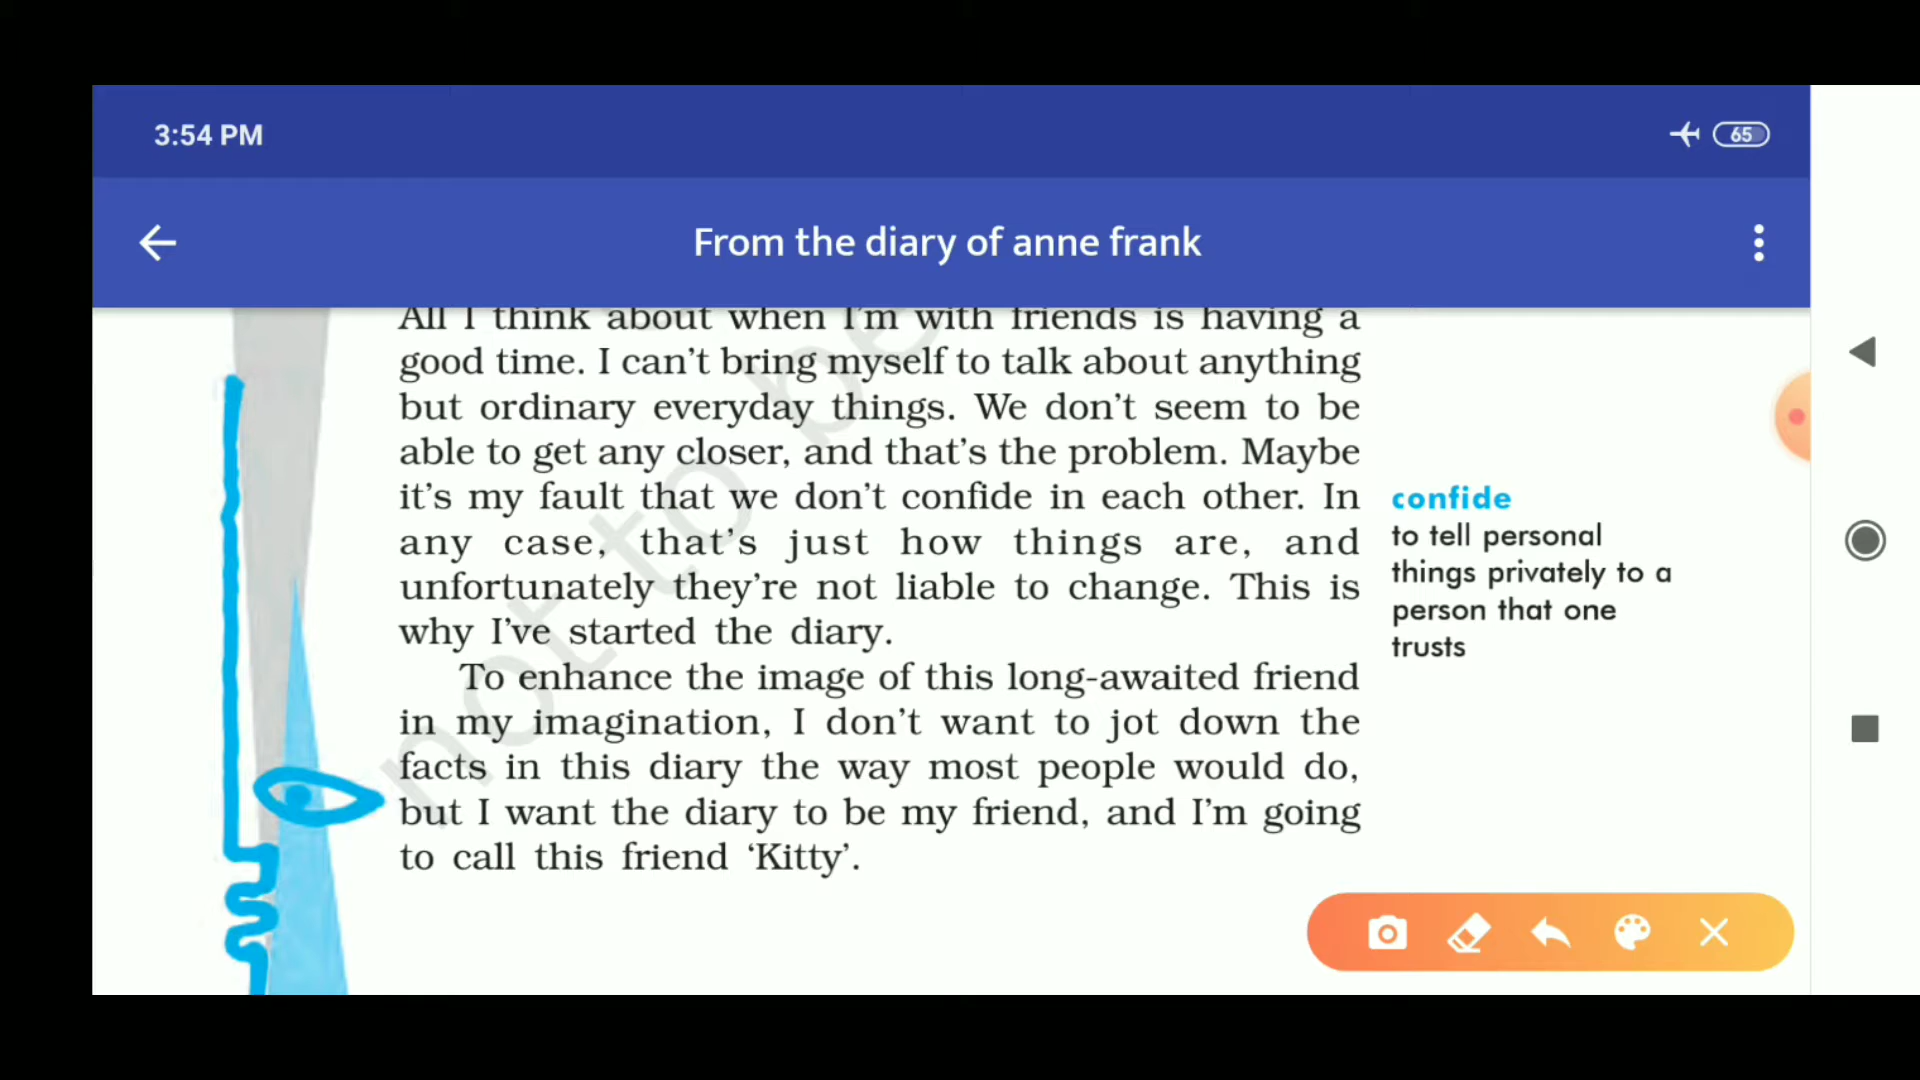 3:54 PM
65
From the diary of anne frank
All I think about when I'm with friends is having a
good time. I can't bring myself to talk about anything
but ordinary everyday things. We don't seem to be
able to get any closer, and that's the problem. Maybe
it's my fault that we don't confide in each other. In
any case, that's just how things are, and
unfortunately they're not liable to change. This is
why I've started the diary.
To enhance the image of this long-awaited friend
in my imagination, I don't want to jot down the
facts in this diary the way most people would do,
but I want the diary to be my friend, and I'm going
to call this friend ‘Kitty’.
confide
to tell personal
things privately to a
person that one
trusts
not to be